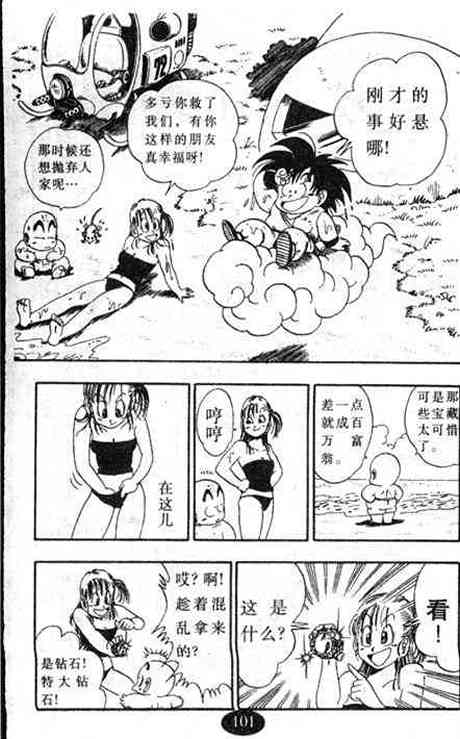 刚才的
事好悬
哪！
多亏你救了
我们，有你
这样的朋友
真幸福呀！
那时候还
想抛弃人
家呢…
72
可是那
些宝藏
太可惜
了。
差一点
就成百
万富
翁。
哼哼
在这儿
看！
这是
什么？
哎？啊！
趁着混
乱拿来
的？
是钻石！
特大钻
石！
101